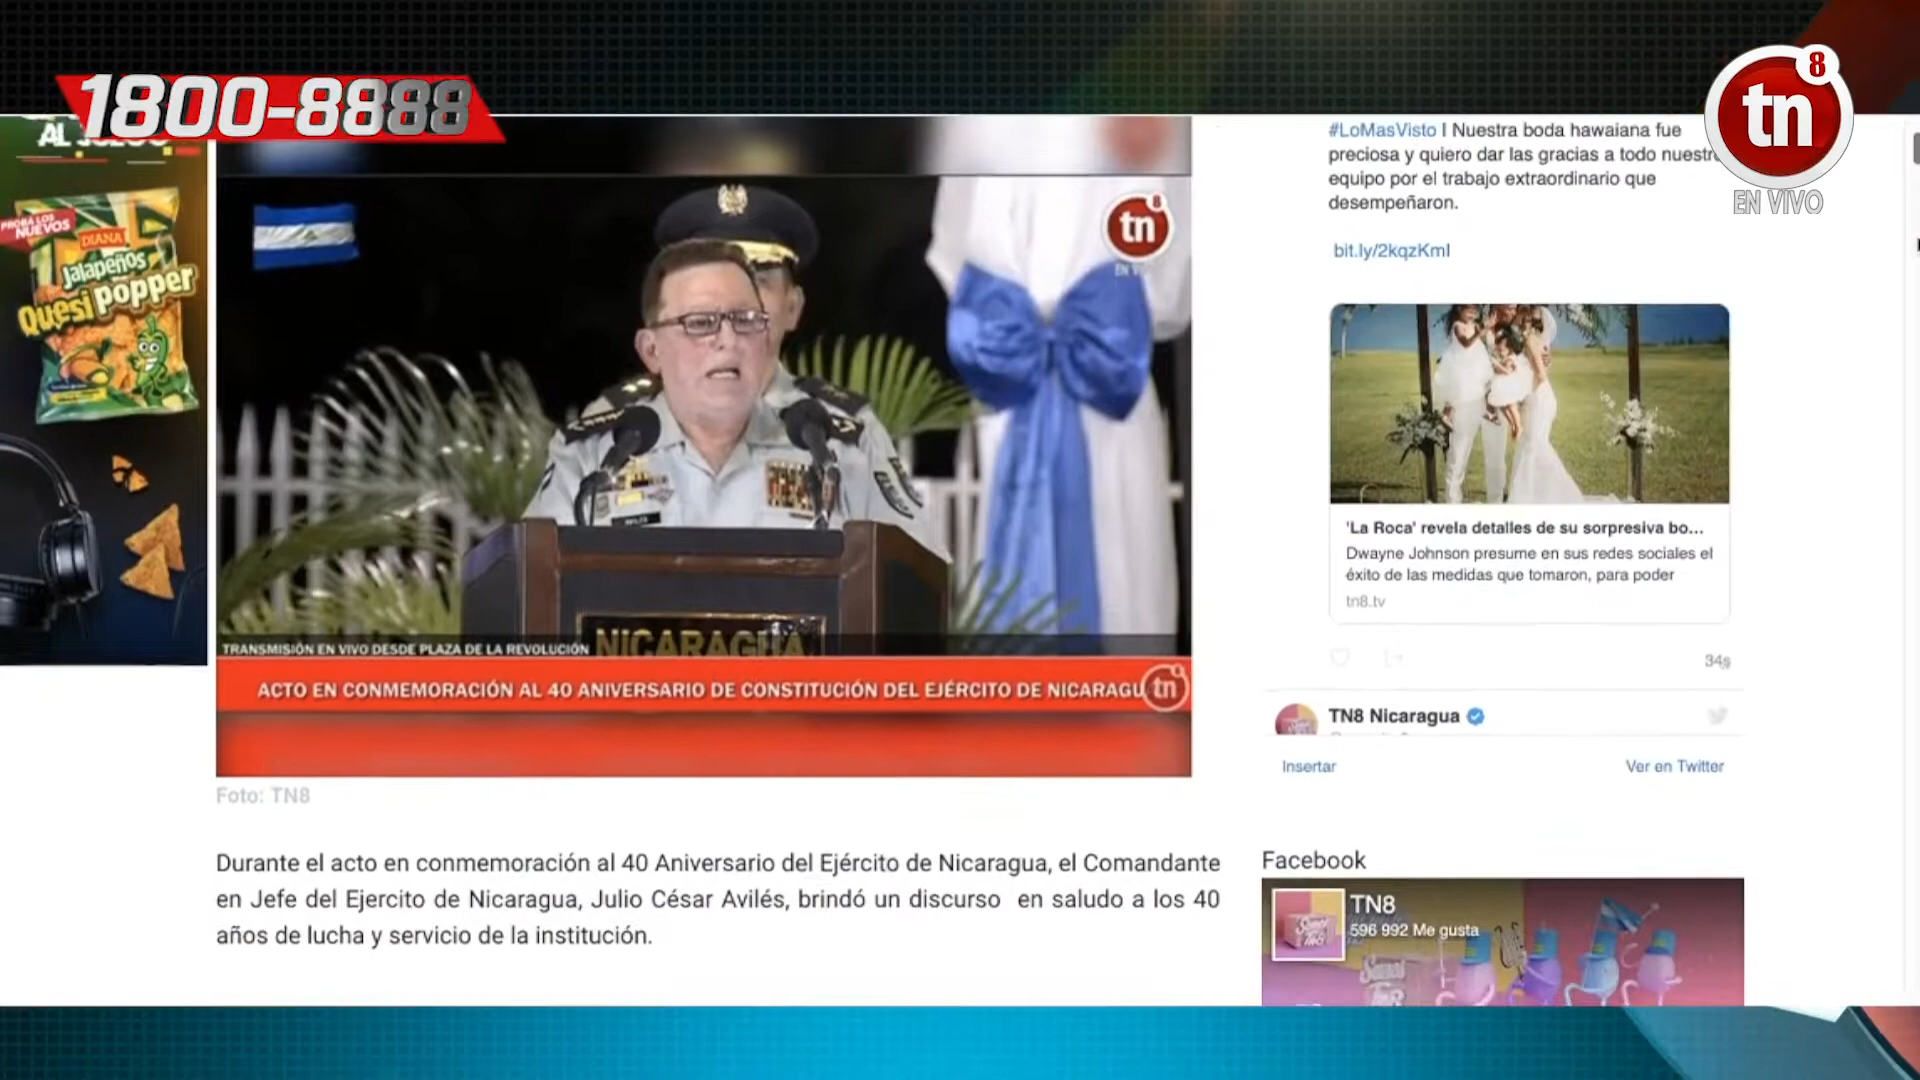 1800-8888
tn8
EN VIVO
AL
PROBÁ LOS
NUEVOS
DIANA
Jalapeños
Quesi popper
tn8
EN V
NICARAGUA
TRANSMISIÓN EN VIVO DESDE PLAZA DE LA REVOLUCIÓN
ACTO EN CONMEMORACIÓN AL 40 ANIVERSARIO DE CONSTITUCIÓN DEL EJÉRCITO DE NICARAGU
tn8
Foto: TN8
Durante el acto en conmemoración al 40 Aniversario del Ejército de Nicaragua, el Comandante
en Jefe del Ejercito de Nicaragua, Julio César Avilés, brindó un discurso en saludo a los 40
años de lucha y servicio de la institución.
#LoMasVisto I Nuestra boda hawaiana fue
preciosa y quiero dar las gracias a todo nuestro
equipo por el trabajo extraordinario que
desempeñaron.
bit.ly/2kqzKmI
'La Roca' revela detalles de su sorpresiva bo...
Dwayne Johnson presume en sus redes sociales el
éxito de las medidas que tomaron, para poder
tn8.tv
34s
TN8 Nicaragua
Insertar
Ver en Twitter
Facebook
TN8
596 992 Me gusta